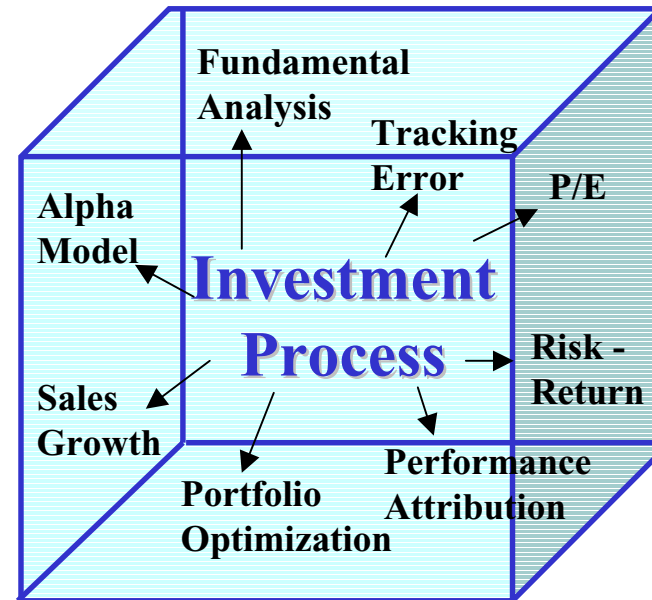 Fundamental
Analysis
Tracking
Error
P/E
Alpha
Model
Investment
Process
Risk -
Return
Sales
Growth
Performance
Attribution
Portfolio
Optimization